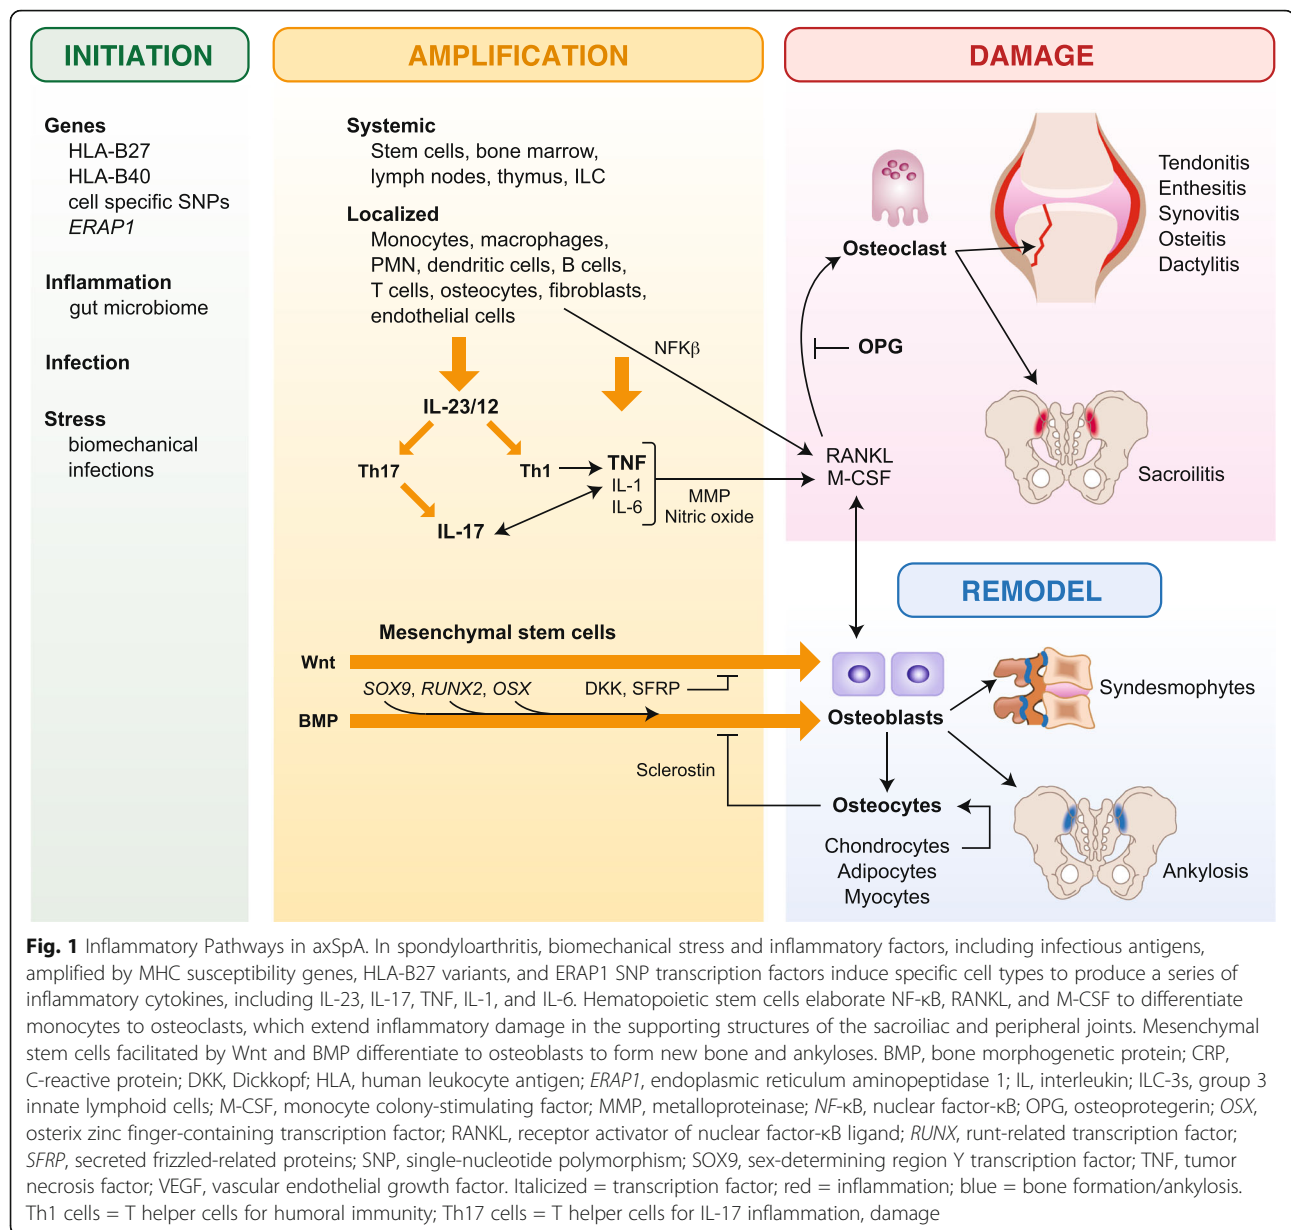 INITIATION
Genes
HLA-B27
HLA-B40
cell specific SNPs
ERAP1
Inflammation
gut microbiome
Infection
Stress
biomechanical
infections
AMPLIFICATION
Systemic
Stem cells, bone marrow,
lymph nodes, thymus, ILC
Localized
Monocytes, macrophages,
PMN, dendritic cells, B cells,
T cells, osteocytes, fibroblasts,
endothelial cells
NFKβ
IL-23/12
Th17
Th1
TNF
IL-1
IL-6
IL-17
MMP
Nitric oxide
Mesenchymal stem cells
Wnt
SOX9, RUNX2, OSX
DKK, SFRP
BMP
Sclerostin
DAMAGE
Osteoclast
Tendonitis
Enthesitis
Synovitis
Osteitis
Dactylitis
OPG
RANKL
M-CSF
Sacroilitis
REMODEL
Osteoblasts
Syndesmophytes
Osteocytes
Chondrocytes
Adipocytes
Myocytes
Ankylosis
Fig. 1 Inflammatory Pathways in axSpA. In spondyloarthritis, biomechanical stress and inflammatory factors, including infectious antigens,
amplified by MHC susceptibility genes, HLA-B27 variants, and ERAP1 SNP transcription factors induce specific cell types to produce a series of
inflammatory cytokines, including IL-23, IL-17, TNF, IL-1, and IL-6. Hematopoietic stem cells elaborate NF-κB, RANKL, and M-CSF to differentiate
monocytes to osteoclasts, which extend inflammatory damage in the supporting structures of the sacroiliac and peripheral joints. Mesenchymal
stem cells facilitated by Wnt and BMP differentiate to osteoblasts to form new bone and ankyloses. BMP, bone morphogenetic protein; CRP,
C-reactive protein; DKK, Dickkopf; HLA, human leukocyte antigen; ERAP1, endoplasmic reticulum aminopeptidase 1; IL, interleukin; ILC-3s, group 3
innate lymphoid cells; M-CSF, monocyte colony-stimulating factor; MMP, metalloproteinase; NF-κB, nuclear factor-κB; OPG, osteoprotegerin; OSX,
osterix zinc finger-containing transcription factor; RANKL, receptor activator of nuclear factor-κB ligand; RUNX, runt-related transcription factor;
SFRP, secreted frizzled-related proteins; SNP, single-nucleotide polymorphism; SOX9, sex-determining region Y transcription factor; TNF, tumor
necrosis factor; VEGF, vascular endothelial growth factor. Italicized = transcription factor; red = inflammation; blue = bone formation/ankylosis.
Th1 cells = T helper cells for humoral immunity; Th17 cells = T helper cells for IL-17 inflammation, damage